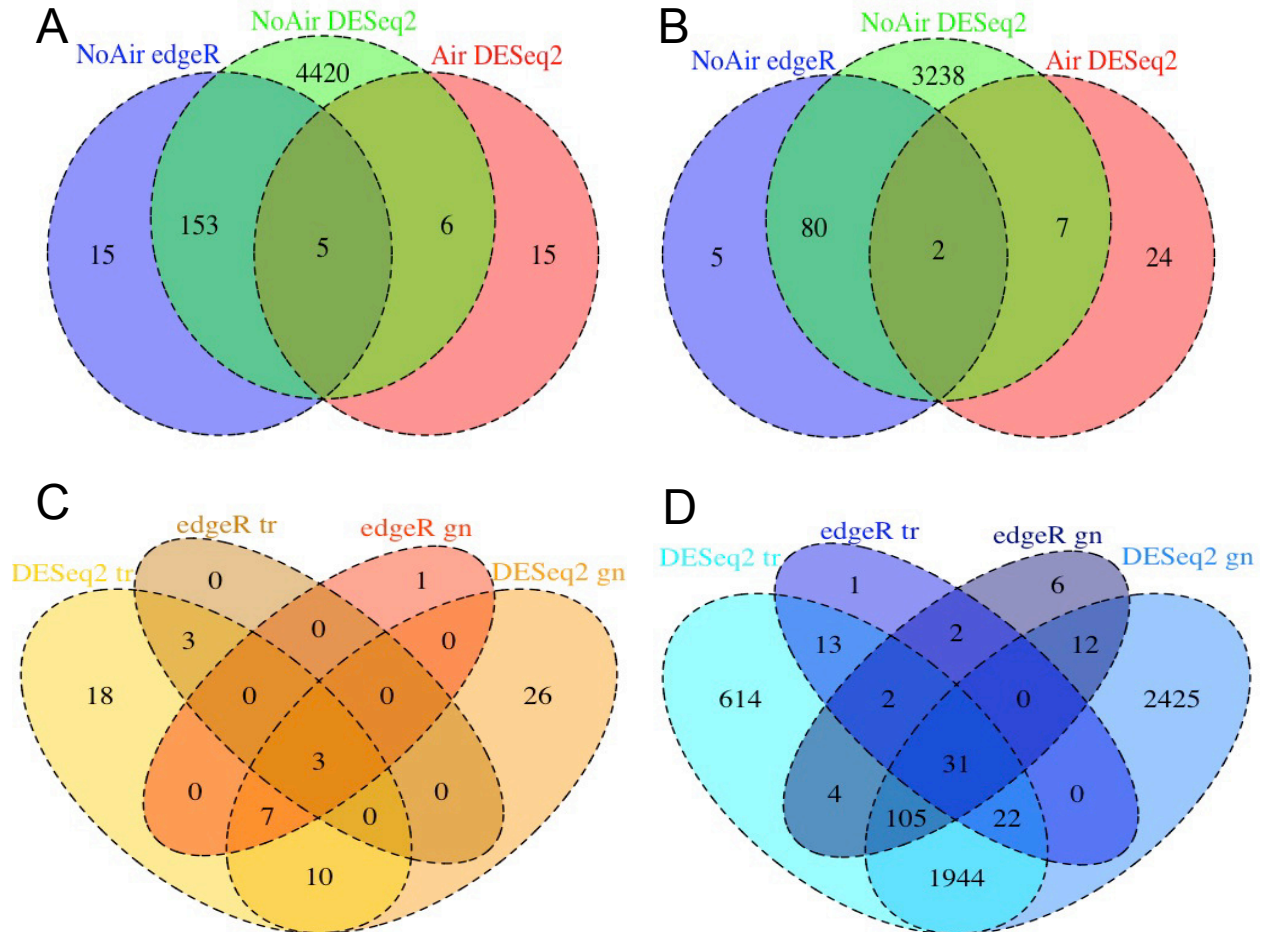 A
NoAir edgeR
NoAir DESeq2
Air DESeq2
4420
15
153
5
6
15
B
NoAir edgeR
NoAir DESeq2
Air DESeq2
3238
5
80
2
7
24
C
DESeq2 tr
edgeR tr
edgeR gn
DESeq2 gn
0
1
3
0
0
18
0
0
26
3
0
0
7
0
10
D
DESeq2 tr
edgeR tr
edgeR gn
DESeq2 gn
1
6
13
2
12
614
2
0
2425
31
4
0
105
22
1944